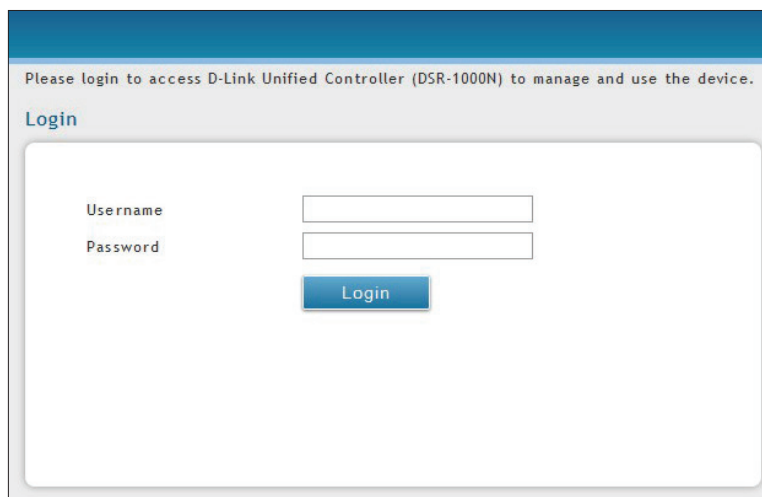 Please login to access D-Link Unified Controller (DSR-1000N) to manage and use the device.
Login
Username
Password
Login